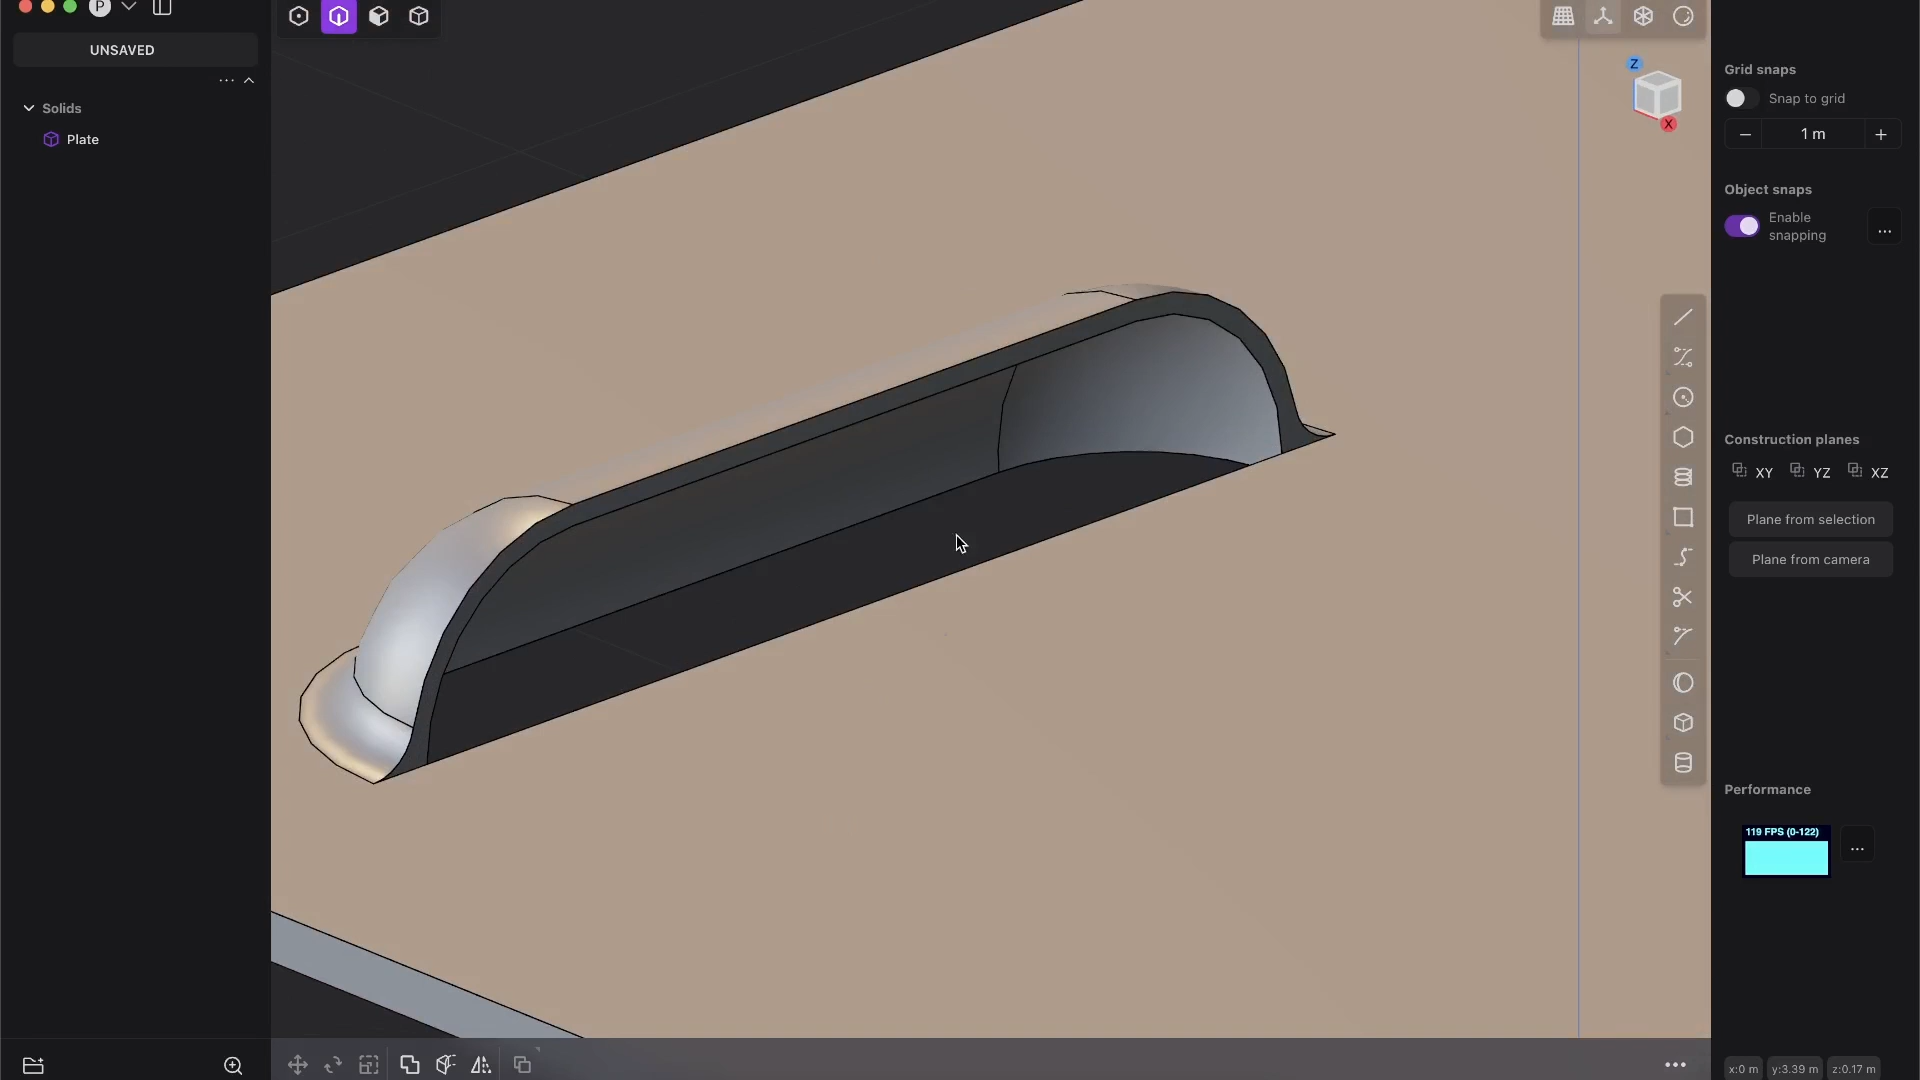 P
UNSAVED
...
Solids
Plate
Z
X
Grid snaps
Snap to grid
1 m
Object snaps
Enable
snapping
...
Construction planes
XY
YZ
XZ
Plane from selection
Plane from camera
Performance
119 FPS (0-122)
...
x:0 m
y:3.39 m
z:0.17 m